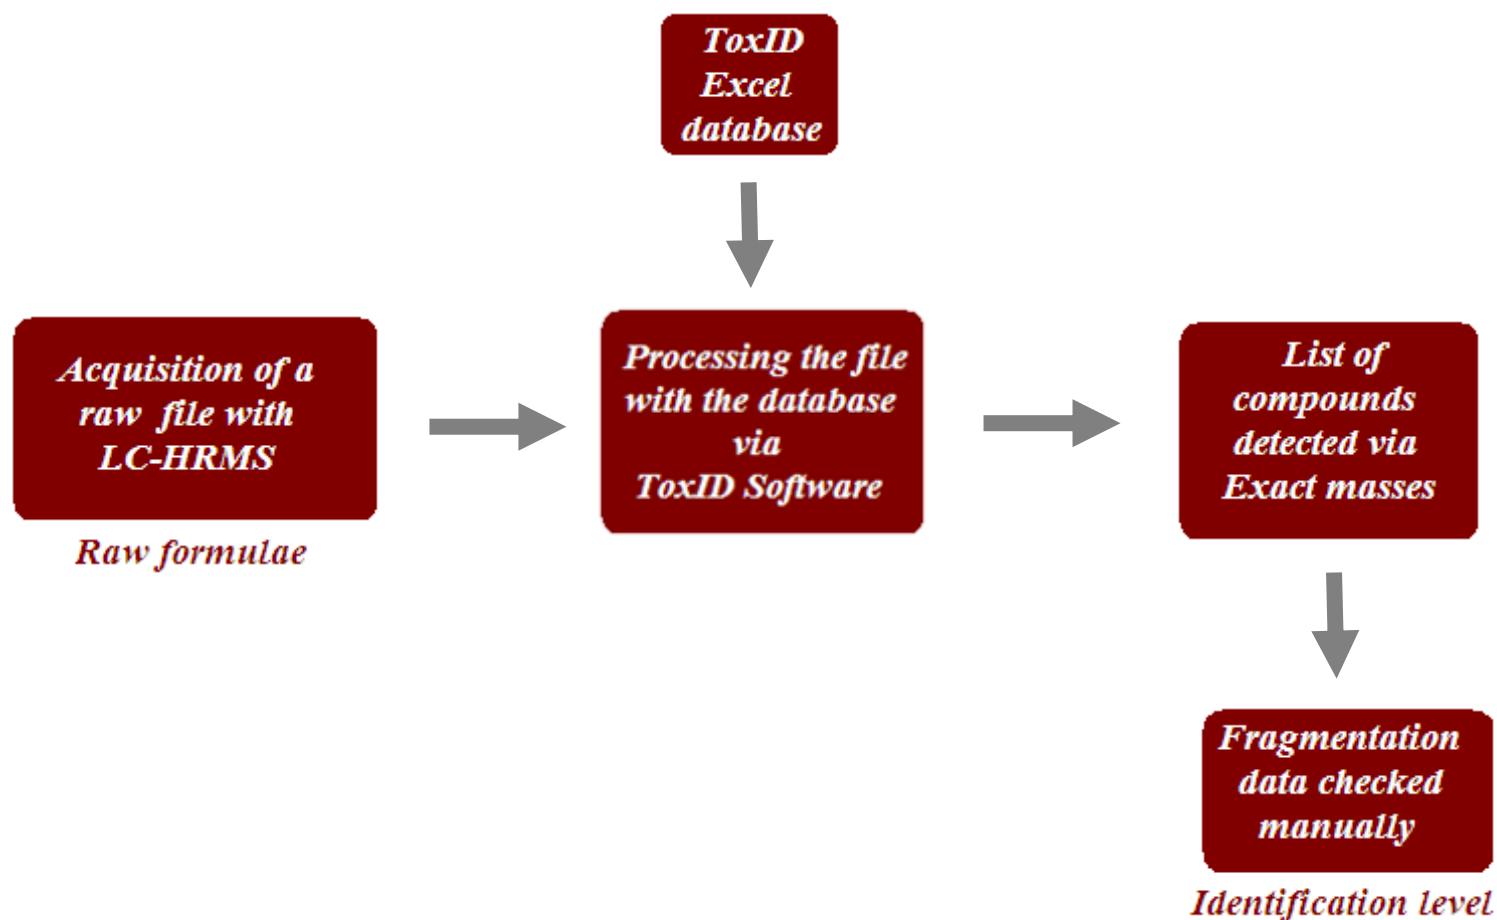 ToxID
Excel
database
Acquisition of a
raw file with
LC-HRMS
Raw formulae
Processing the file
with the database
via
ToxID Software
List of
compounds
detected via
Exact masses
Fragmentation
data checked
manually
Identification level